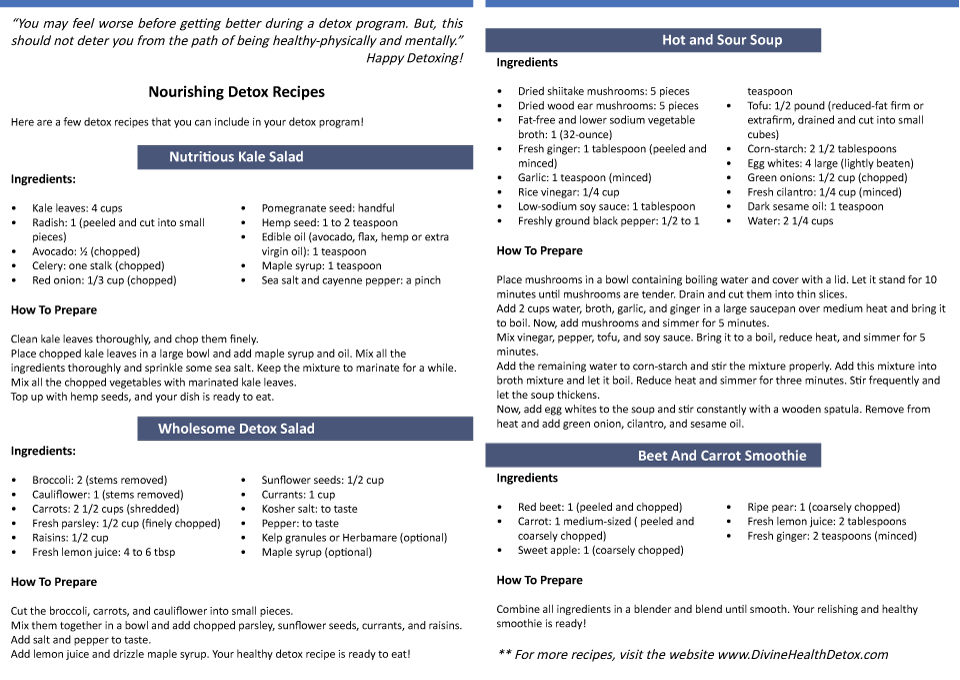 “You may feel worse before getting better during a detox program. But, this
should not deter you from the path of being healthy-physically and mentally.”
Happy Detoxing!
Nourishing Detox Recipes
Here are a few detox recipes that you can include in your detox program!
Nutritious Kale Salad
Ingredients:
• Kale leaves: 4 cups
• Radish: 1 (peeled and cut into small
pieces)
• Avocado: ½ (chopped)
• Celery: one stalk (chopped)
• Red onion: 1/3 cup (chopped)
• Pomegranate seed: handful
• Hemp seed: 1 to 2 teaspoon
• Edible oil (avocado, flax, hemp or extra
virgin oil): 1 teaspoon
• Maple syrup: 1 teaspoon
• Sea salt and cayenne pepper: a pinch
How To Prepare
Clean kale leaves thoroughly, and chop them finely.
Place chopped kale leaves in a large bowl and add maple syrup and oil. Mix all the
ingredients thoroughly and sprinkle some sea salt. Keep the mixture to marinate for a while.
Mix all the chopped vegetables with marinated kale leaves.
Top up with hemp seeds, and your dish is ready to eat.
Wholesome Detox Salad
Ingredients:
• Broccoli: 2 (stems removed)
• Cauliflower: 1 (stems removed)
• Carrots: 2 1/2 cups (shredded)
• Fresh parsley: 1/2 cup (finely chopped)
• Raisins: 1/2 cup
• Fresh lemon juice: 4 to 6 tbsp
• Sunflower seeds: 1/2 cup
• Currants: 1 cup
• Kosher salt: to taste
• Pepper: to taste
• Kelp granules or Herbamare (optional)
• Maple syrup (optional)
How To Prepare
Cut the broccoli, carrots, and cauliflower into small pieces.
Mix them together in a bowl and add chopped parsley, sunflower seeds, currants, and raisins.
Add salt and pepper to taste.
Add lemon juice and drizzle maple syrup. Your healthy detox recipe is ready to eat!
Hot and Sour Soup
Ingredients
• Dried shiitake mushrooms: 5 pieces
• Dried wood ear mushrooms: 5 pieces
• Fat-free and lower sodium vegetable
broth: 1 (32-ounce)
• Fresh ginger: 1 tablespoon (peeled and
minced)
• Garlic: 1 teaspoon (minced)
• Rice vinegar: 1/4 cup
• Low-sodium soy sauce: 1 tablespoon
• Freshly ground black pepper: 1/2 to 1
teaspoon
• Tofu: 1/2 pound (reduced-fat firm or
extrafirm, drained and cut into small
cubes)
• Corn-starch: 2 1/2 tablespoons
• Egg whites: 4 large (lightly beaten)
• Green onions: 1/2 cup (chopped)
• Fresh cilantro: 1/4 cup (minced)
• Dark sesame oil: 1 teaspoon
• Water: 2 1/4 cups
How To Prepare
Place mushrooms in a bowl containing boiling water and cover with a lid. Let it stand for 10
minutes until mushrooms are tender. Drain and cut them into thin slices.
Add 2 cups water, broth, garlic, and ginger in a large saucepan over medium heat and bring it
to boil. Now, add mushrooms and simmer for 5 minutes.
Mix vinegar, pepper, tofu, and soy sauce. Bring it to a boil, reduce heat, and simmer for 5
minutes.
Add the remaining water to corn-starch and stir the mixture properly. Add this mixture into
broth mixture and let it boil. Reduce heat and simmer for three minutes. Stir frequently and
let the soup thickens.
Now, add egg whites to the soup and stir constantly with a wooden spatula. Remove from
heat and add green onion, cilantro, and sesame oil.
Beet And Carrot Smoothie
Ingredients
• Red beet: 1 (peeled and chopped)
• Carrot: 1 medium-sized ( peeled and
coarsely chopped)
• Sweet apple: 1 (coarsely chopped)
• Ripe pear: 1 (coarsely chopped)
• Fresh lemon juice: 2 tablespoons
• Fresh ginger: 2 teaspoons (minced)
How To Prepare
Combine all ingredients in a blender and blend until smooth. Your relishing and healthy
smoothie is ready!
** For more recipes, visit the website www.DivineHealthDetox.com